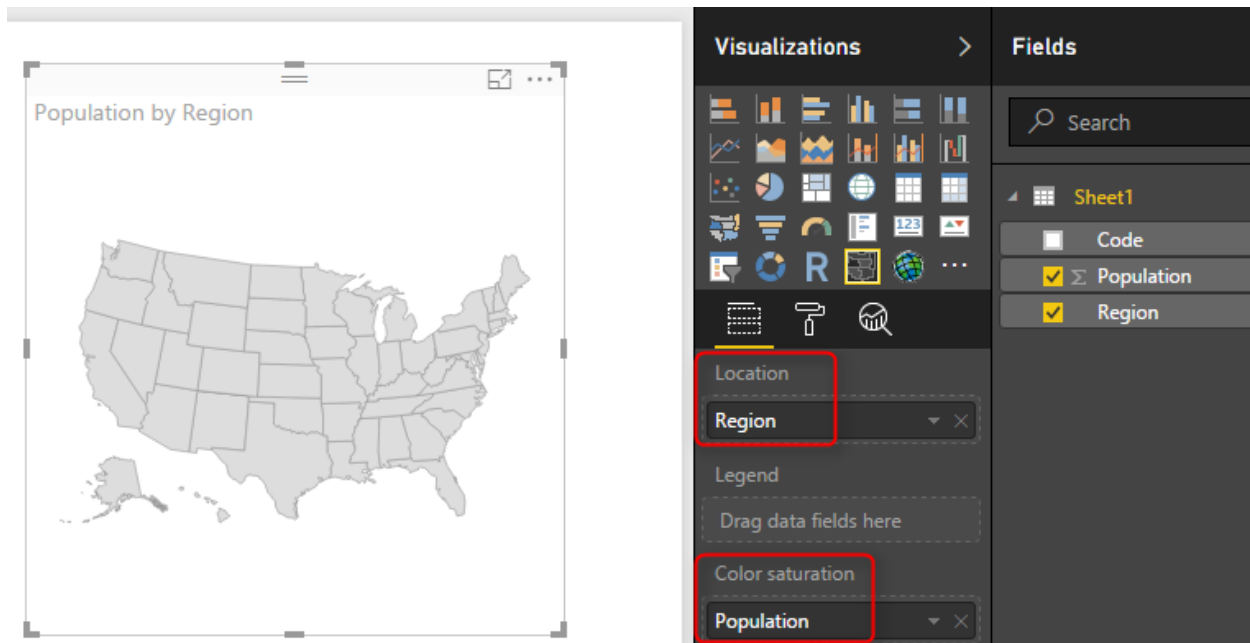 Population by Region
Visualizations
123
R
Location
Region
Legend
Drag data fields here
Color saturation
Population
Fields
Search
Sheet1
Code
Σ Population
Region